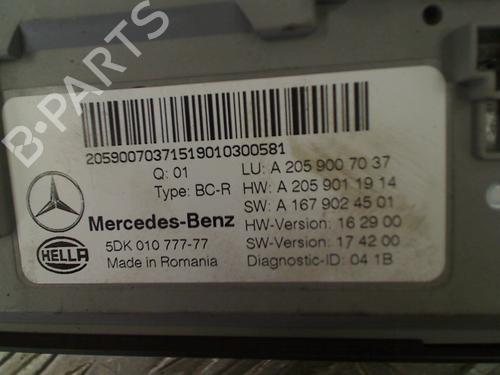 B-PARTS
2059007037151901030​0581
Q: 01
LU: A 205 900 70 37
Type: BC-R
HW: A 205 901 19 14
SW: A 167 902 45 01
Mercedes-Benz
HW-Version: 16 29 00
HELLA
5DK 010 777-77
SW-Version: 17 42 00
Made in Romania
Diagnostic-ID: 04 1B